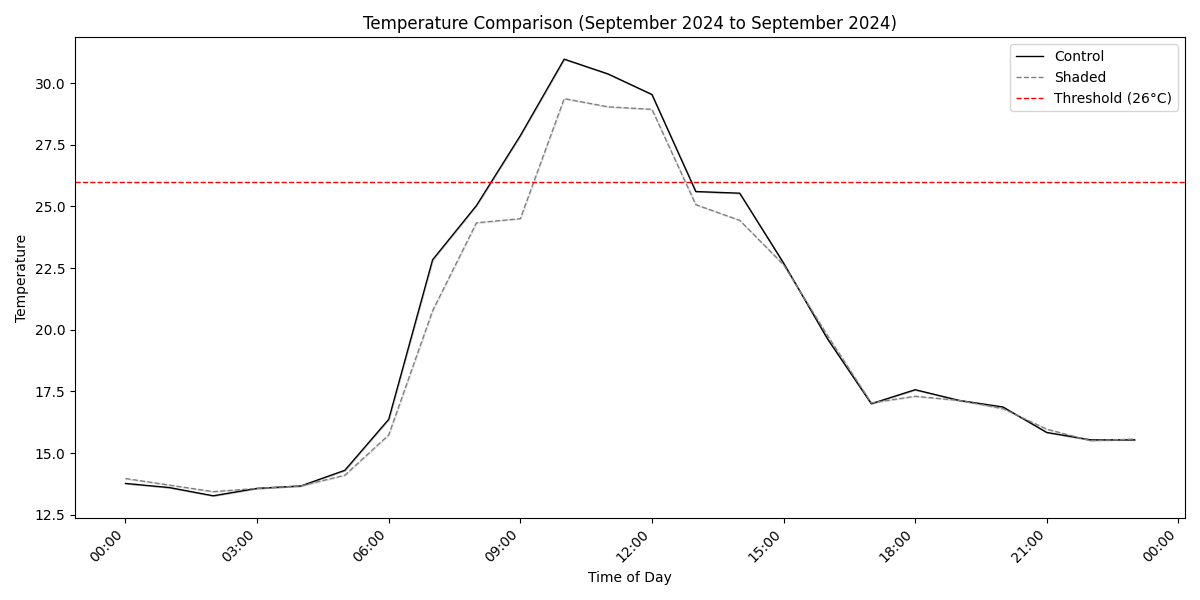 Temperature Comparison (September 2024 to September 2024)
Control
Shaded
Threshold (26°C)
Temperature
30.0
27.5
25.0
22.5
20.0
17.5
15.0
12.5
00:00
03:00
06:00
09:00
12:00
15:00
18:00
21:00
00:00
Time of Day